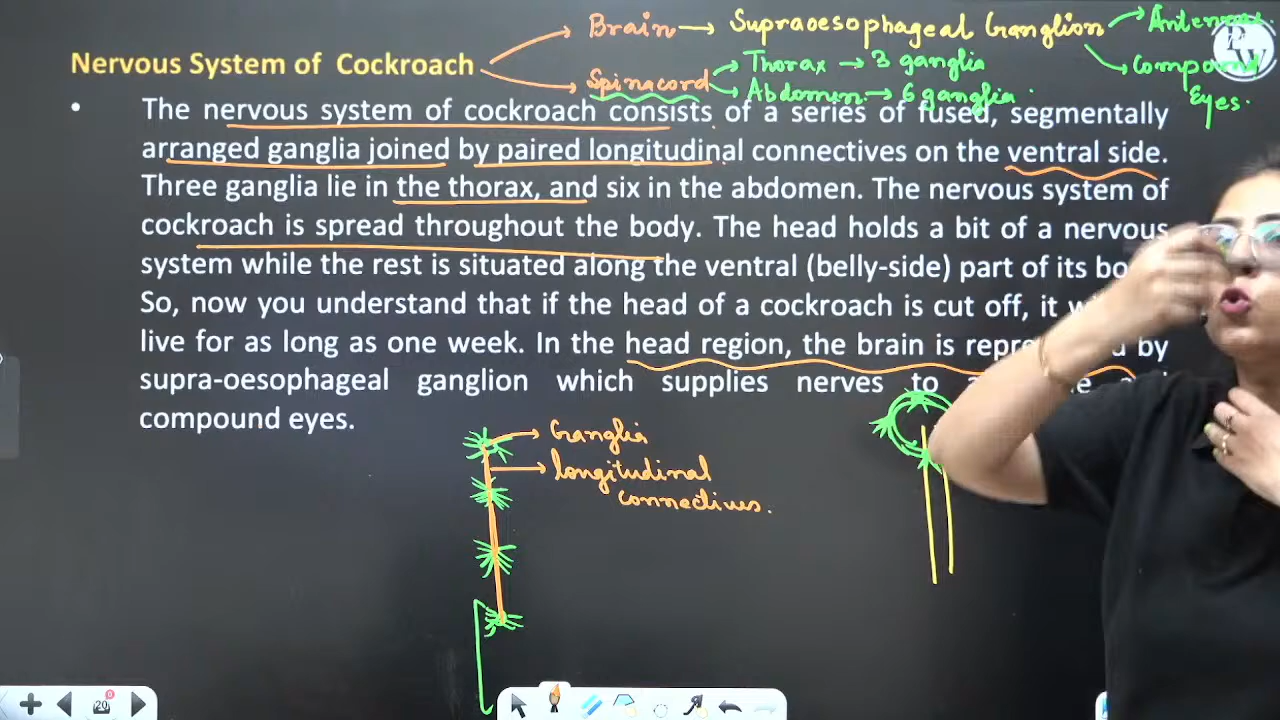 Brain → Supraoesophageal Ganglion → Antennae
Nervous System of Cockroach
Spinacord → Thorax → 3 ganglia
→ Compound Eyes.
→ Abdomen → 6 ganglia.
• The nervous system of cockroach consists of a series of fused, segmentally
arranged ganglia joined by paired longitudinal connectives on the ventral side.
Three ganglia lie in the thorax, and six in the abdomen. The nervous system of
cockroach is spread throughout the body. The head holds a bit of a nervous
system while the rest is situated along the ventral (belly-side) part of its
So, now you understand that if the head of a cockroach is cut off, it
live for as long as one week. In the head region, the brain is by
supra-oesophageal ganglion which supplies nerves to
compound eyes.
→ Ganglia
→ longitudinal
connectives.
20
0